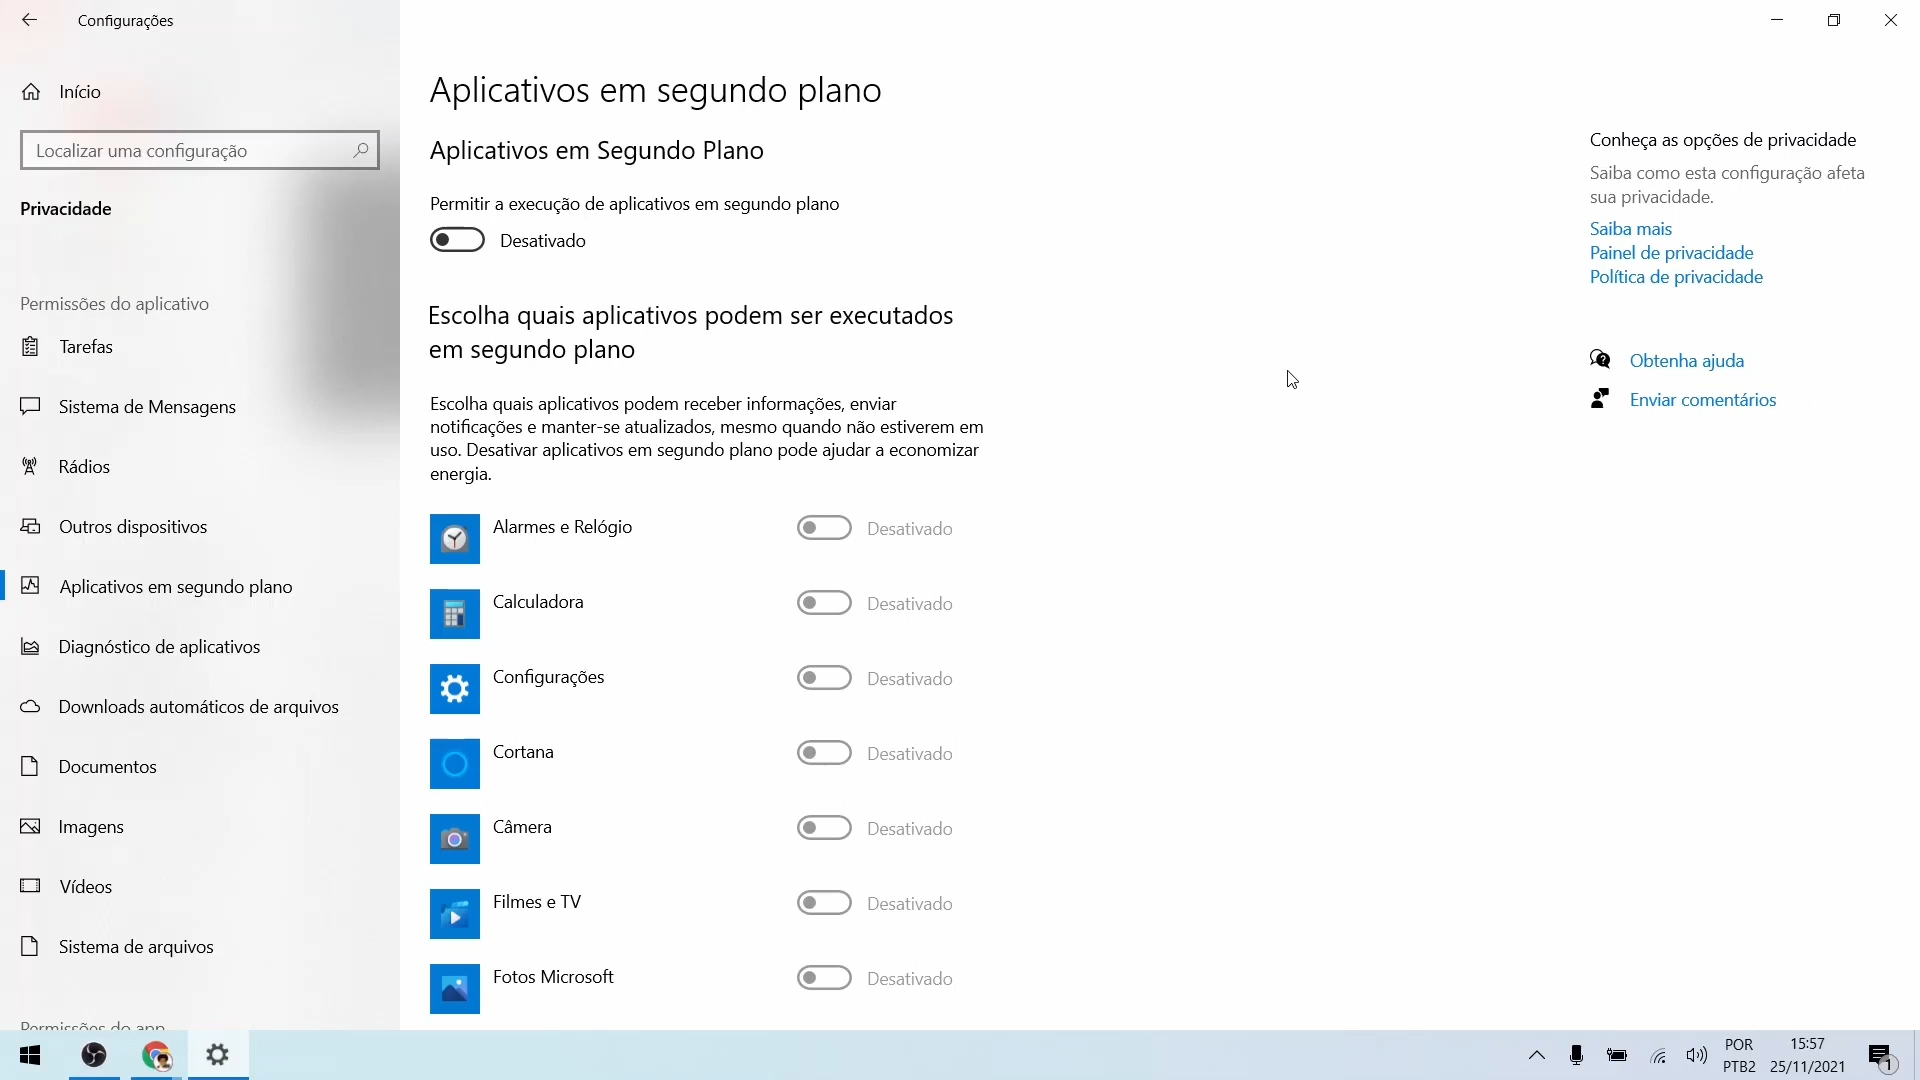 Configurações
Início
Localizar uma configuração
Privacidade
Permissões do aplicativo
Tarefas
Sistema de Mensagens
Rádios
Outros dispositivos
Aplicativos em segundo plano
Diagnóstico de aplicativos
Downloads automáticos de arquivos
Documentos
Imagens
Vídeos
Sistema de arquivos
Permissões do app
Aplicativos em segundo plano
Aplicativos em Segundo Plano
Permitir a execução de aplicativos em segundo plano
Desativado
Escolha quais aplicativos podem ser executados
em segundo plano
Escolha quais aplicativos podem receber informações, enviar
notificações e manter-se atualizados, mesmo quando não estiverem em
uso. Desativar aplicativos em segundo plano pode ajudar a economizar
energia.
Alarmes e Relógio Desativado
Calculadora Desativado
Configurações Desativado
Cortana Desativado
Câmera Desativado
Filmes e TV Desativado
Fotos Microsoft Desativado
Conheça as opções de privacidade
Saiba como esta configuração afeta
sua privacidade.
Saiba mais
Painel de privacidade
Política de privacidade
Obtenha ajuda
Enviar comentários
POR
PTB2
15:57
25/11/2021
1